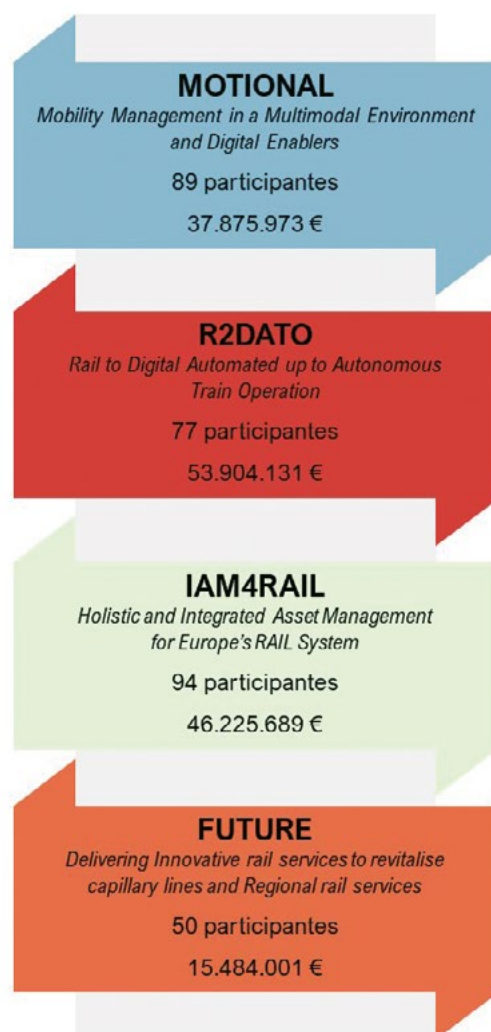 MOTIONAL
Mobility Management in a Multimodal Environment
and Digital Enablers
89 participantes
37.875.973 €
R2DATO
Rail to Digital Automated up to Autonomous
Train Operation
77 participantes
53.904.131 €
IAM4RAIL
Holistic and Integrated Asset Management
for Europe's RAIL System
94 participantes
46.225.689 €
FUTURE
Delivering Innovative rail services to revitalise
capillary lines and Regional rail services
50 participantes
15.484.001 €